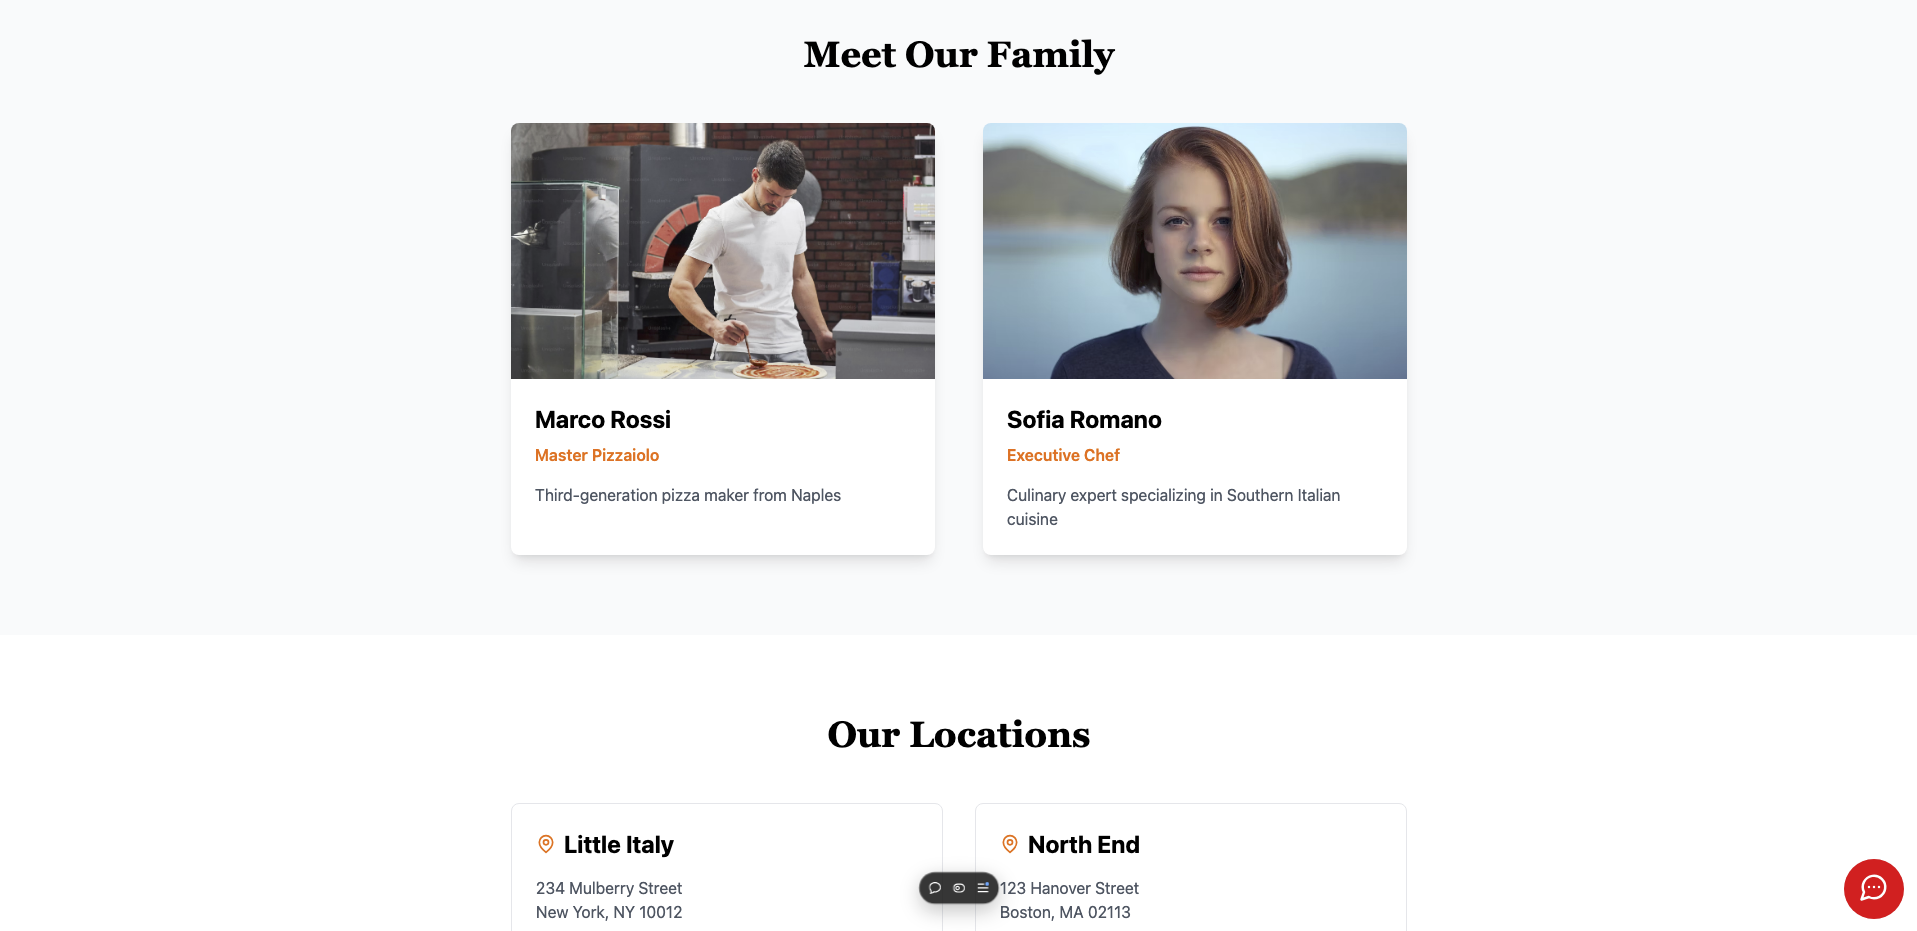 Meet Our Family
Marco Rossi
Master Pizzaiolo
Third-generation pizza maker from Naples
Sofia Romano
Executive Chef
Culinary expert specializing in Southern Italian
cuisine
Our Locations
Little Italy
234 Mulberry Street
New York, NY 10012
North End
123 Hanover Street
Boston, MA 02113